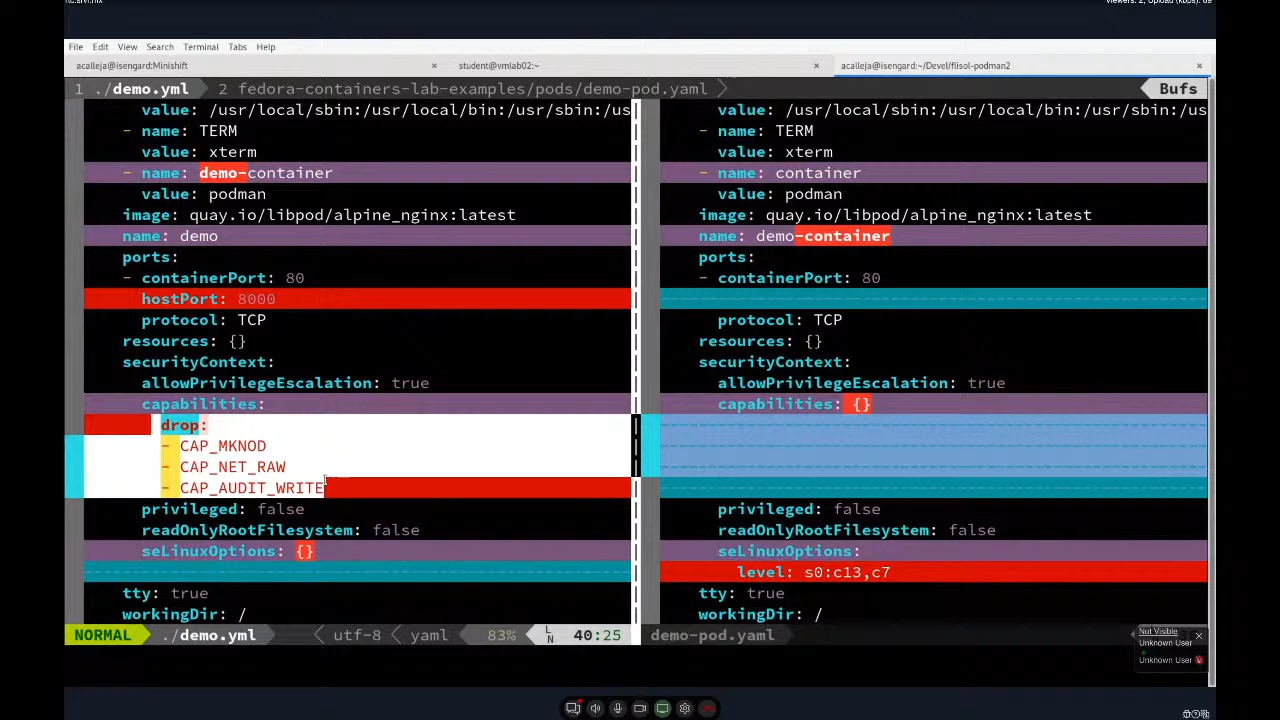 File Edit View Search Terminal Tabs Help
acalleja@isengard:Minishift × student@vmlab02:~ × acalleja@isengard:~/Devel/flisol-podman2 ×
1 ./demo.yml 2 fedora-containers-lab-examples/pods/demo-pod.yaml Bufs
value: /usr/local/sbin:/usr/local/bin:/usr/sbin:/us
- name: TERM
value: xterm
- name: demo-container
value: podman
image: quay.io/libpod/alpine_nginx:latest
name: demo
ports:
- containerPort: 80
hostPort: 8000
protocol: TCP
resources: {}
securityContext:
allowPrivilegeEscalation: true
capabilities:
drop:
- CAP_MKNOD
- CAP_NET_RAW
- CAP_AUDIT_WRITE
privileged: false
readOnlyRootFilesystem: false
seLinuxOptions: {}
tty: true
workingDir: /
NORMAL ./demo.yml utf-8 yaml 83% LN 40:25
value: /usr/local/sbin:/usr/local/bin:/usr/sbin:/us
- name: TERM
value: xterm
- name: container
value: podman
image: quay.io/libpod/alpine_nginx:latest
name: demo-container
ports:
- containerPort: 80
protocol: TCP
resources: {}
securityContext:
allowPrivilegeEscalation: true
capabilities: {}
privileged: false
readOnlyRootFilesystem: false
seLinuxOptions:
level: s0:c13,c7
tty: true
workingDir: /
demo-pod.yaml
Not Visible ×
Unknown User
Unknown User